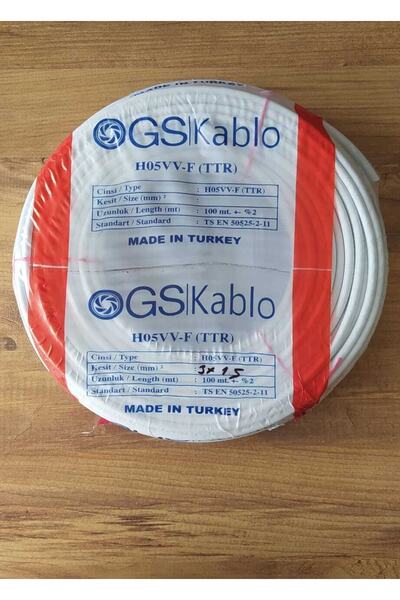 MADE IN TURKEY
GS|Kablo
H05VV-F (TTR)
Cinsi / Type : H05VV-F (TTR)
Kesit / Size (mm) ² :
Uzunluk / Length (mt) : 100 mt. +- %2
Standart / Standard : TS EN 50525-2-11
MADE IN TURKEY
GS|Kablo
H05VV-F (TTR)
Cinsi / Type : H05VV-F (TTR)
Kesit / Size (mm) ² : 3x1,5
Uzunluk / Length (mt) : 100 mt. +- %2
Standart / Standard : TS EN 50525-2-11
MADE IN TURKEY